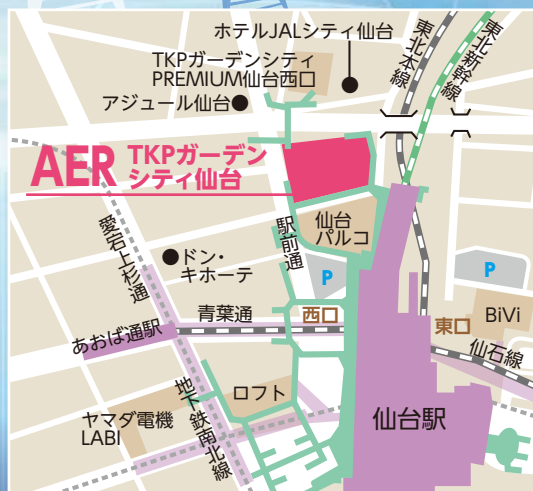 ホテルJALシティ仙台
TKPガーデンシティ
PREMIUM仙台西口
アジュール仙台
東北本線
東北新幹線
AER
TKPガーデン
シティ仙台
仙台
パルコ
駅前通
愛宕上杉通
ドン・
キホーテ
P
P
青葉通
西口
東口
BiVi
あおば通駅
仙石線
ロフト
仙台駅
ヤマダ電機
LABI
地下鉄南北線